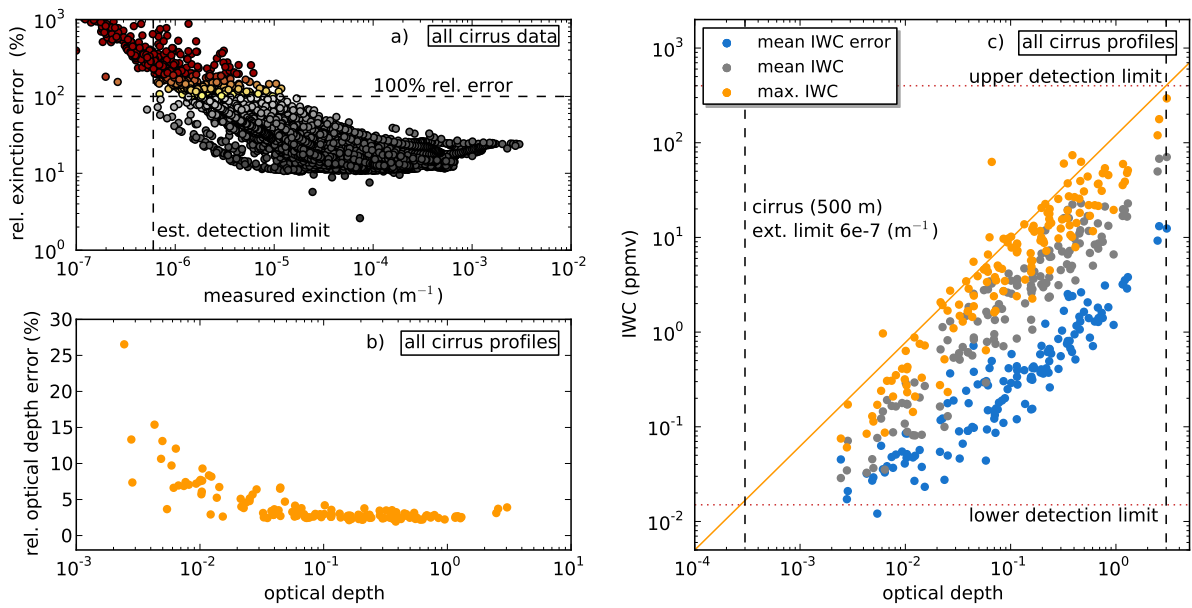 10³
10²
10¹
10⁰
rel. extinction error (%)
a) all cirrus data
100% rel. error
est. detection limit
10⁻⁷ 10⁻⁶ 10⁻⁵ 10⁻⁴ 10⁻³ 10⁻²
measured exinction (m⁻¹)
30
25
20
15
10
5
0
rel. optical depth error (%)
b) all cirrus profiles
10⁻³ 10⁻² 10⁻¹ 10⁰ 10¹
optical depth
10³
10²
10¹
10⁰
10⁻¹
10⁻²
IWC (ppmv)
mean IWC error
mean IWC
max. IWC
c) all cirrus profiles
upper detection limit
cirrus (500 m)
ext. limit 6e-7 (m⁻¹)
lower detection limit
10⁻⁴ 10⁻³ 10⁻² 10⁻¹ 10⁰
optical depth